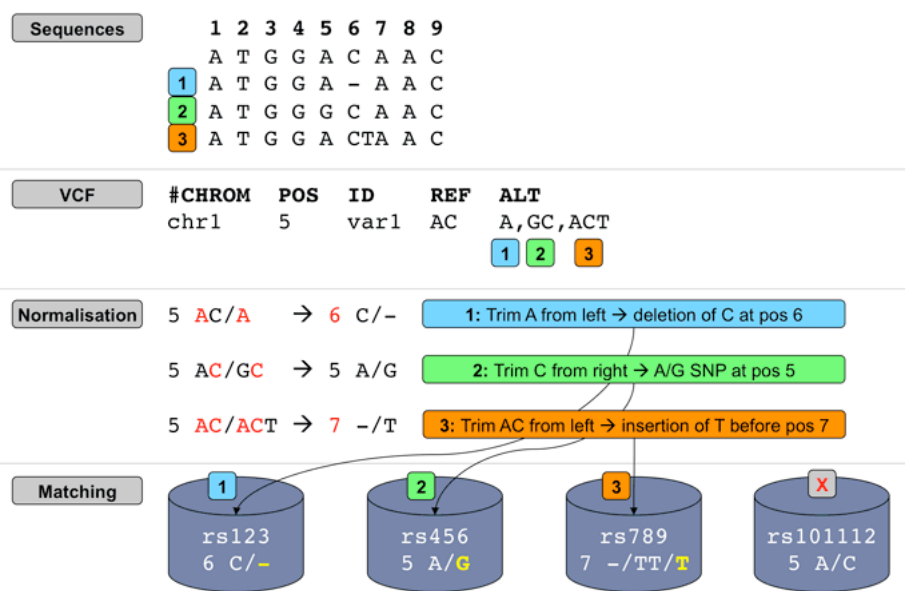 Sequences
1 2 3 4 5 6 7 8 9
A T G G A C A A C
1 A T G G A - A A C
2 A T G G G C A A C
3 A T G G A CTA A C
VCF
#CHROM POS ID REF ALT
chr1 5 var1 AC A,GC,ACT
1 2 3
Normalisation
5 AC/A → 6 C/-
1: Trim A from left → deletion of C at pos 6
5 AC/GC → 5 A/G
2: Trim C from right → A/G SNP at pos 5
5 AC/ACT → 7 -/T
3: Trim AC from left → insertion of T before pos 7
Matching
1 2 3 X
rs123 rs456 rs789 rs101112
6 C/- 5 A/G 7 -/TT/T 5 A/C